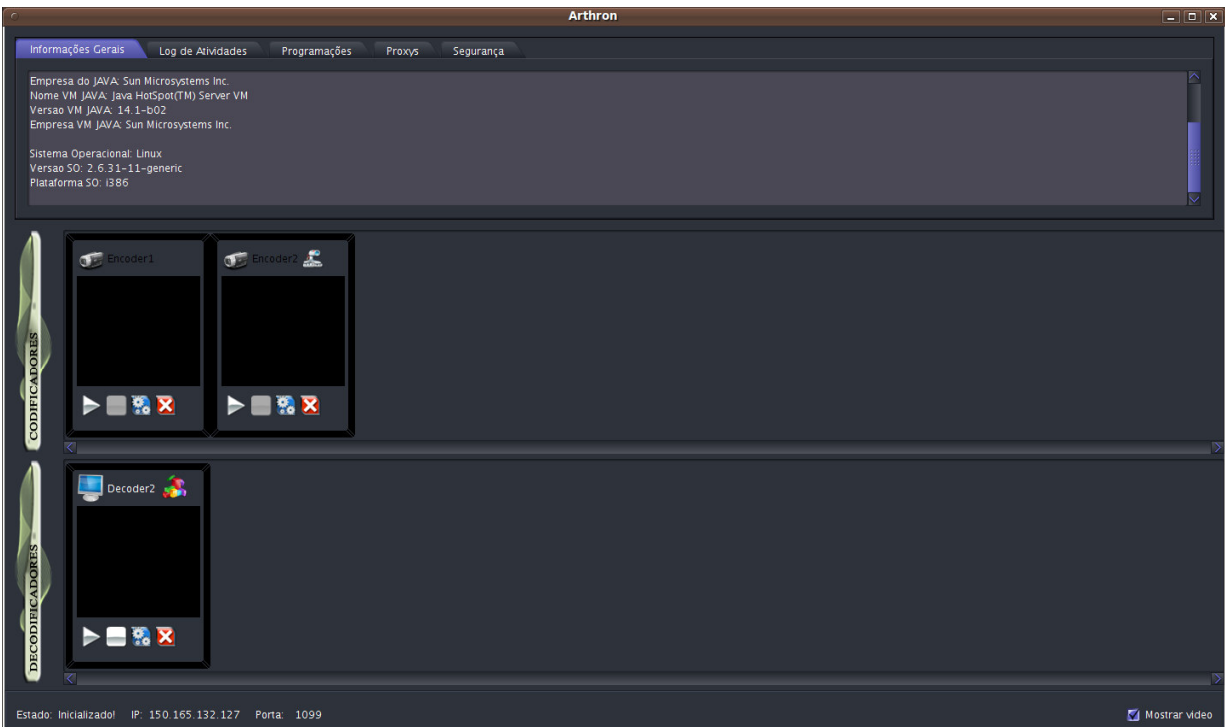 Arthron
Informações Gerais Log de Atividades Programações Proxys Segurança
Empresa do JAVA: Sun Microsystems Inc.
Nome VM JAVA: Java HotSpot(TM) Server VM
Versao VM JAVA: 14.1-b02
Empresa VM JAVA: Sun Microsystems Inc.
Sistema Operacional: Linux
Versao SO: 2.6.31-11-generic
Plataforma SO: i386
CODIFICADORES
Encoder1 Encoder2
DECODIFICADORES
Decoder2
Estado: Inicializado! IP: 150.165.132.127 Porta: 1099 Mostrar video